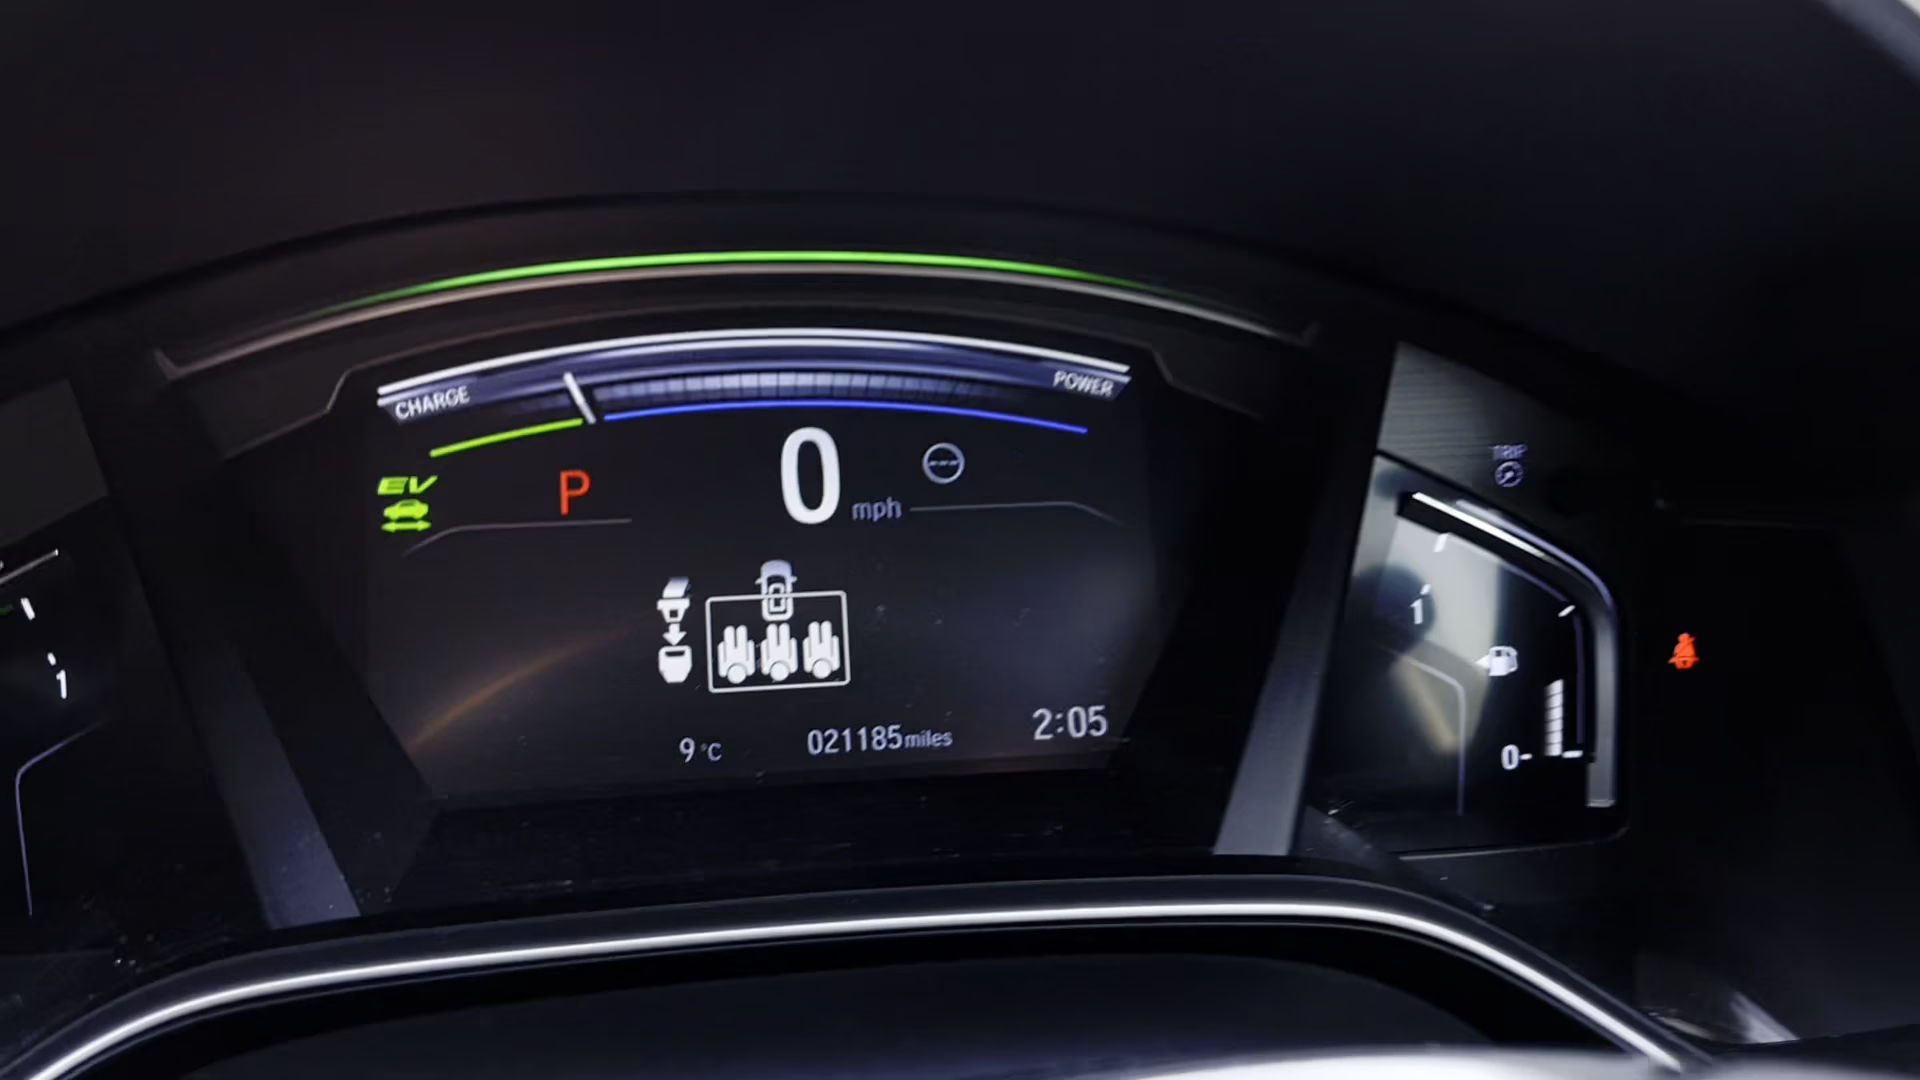 CHARGE
POWER
EV
P
0 mph
---
TRIP
1
1
0
9 °C
021185 miles
2:05